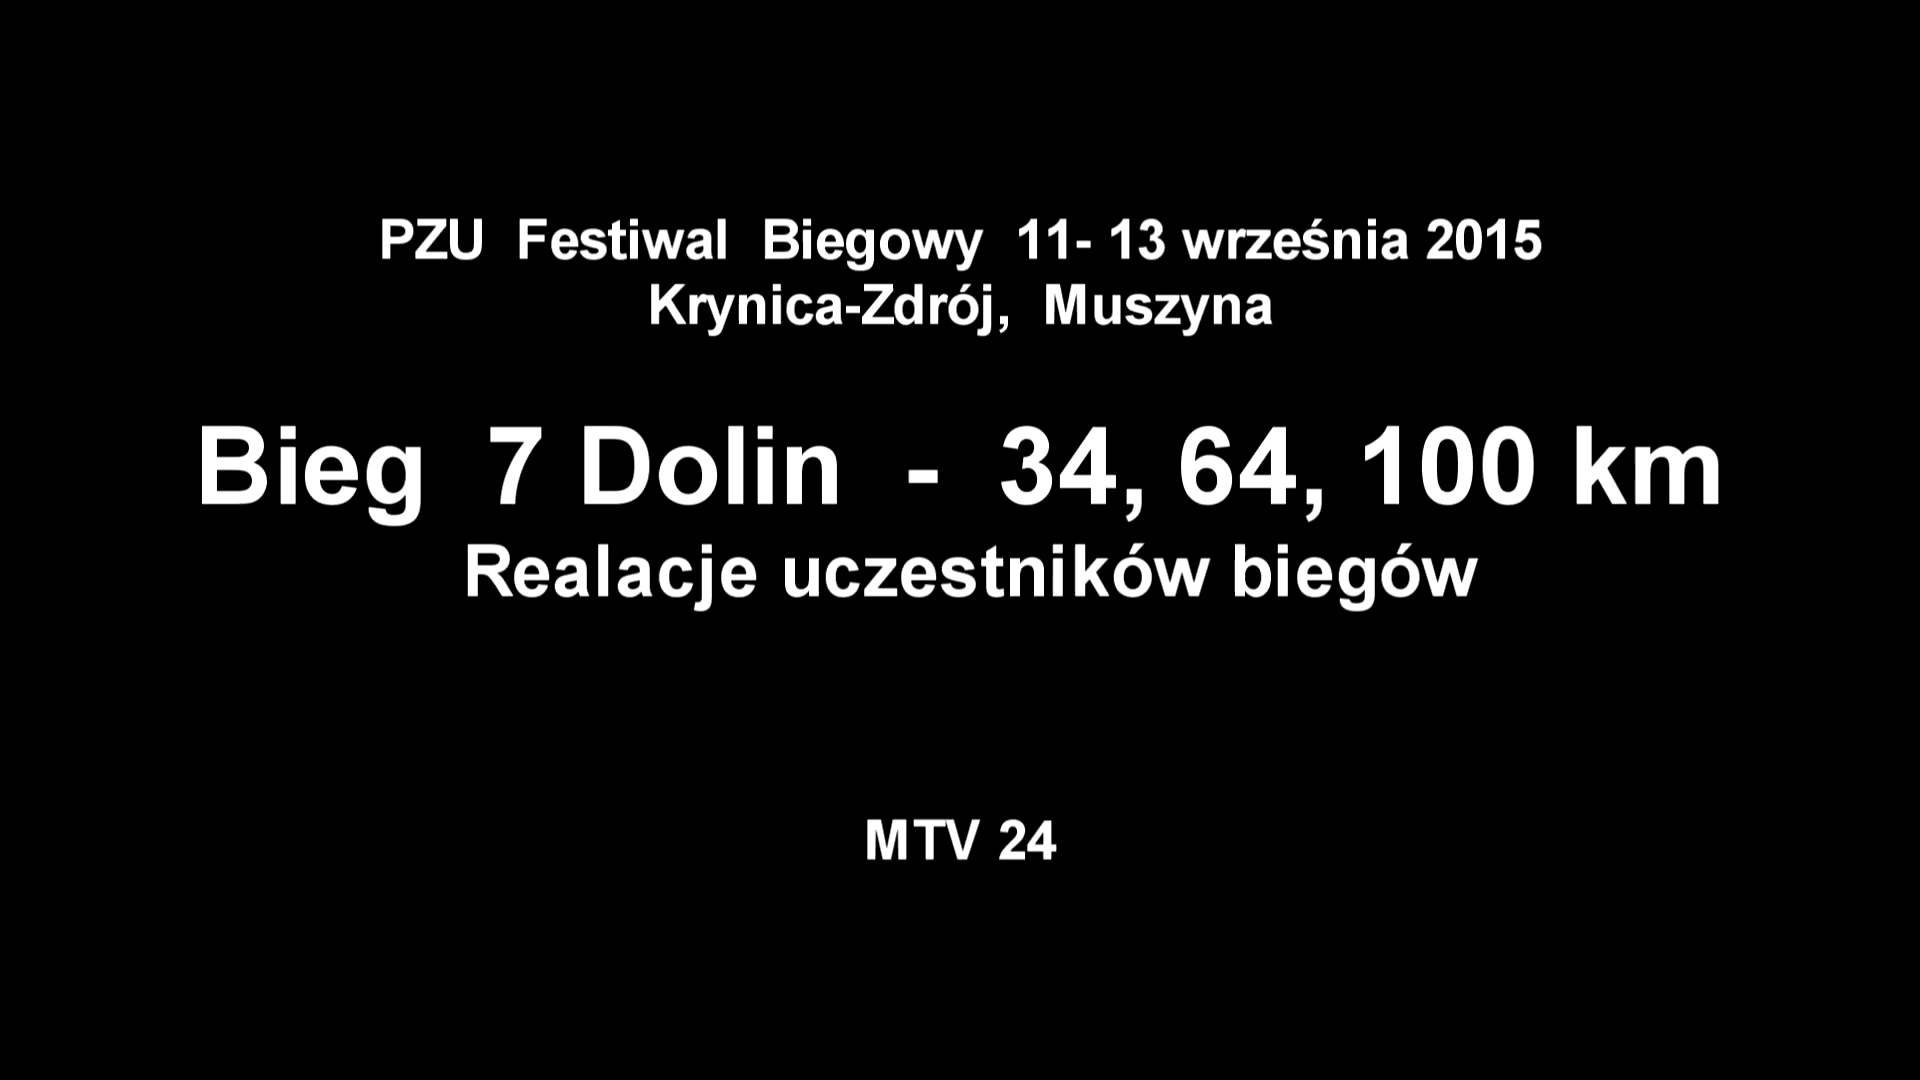 PZU Festiwal Biegowy 11- 13 września 2015
Krynica-Zdrój, Muszyna
Bieg 7 Dolin - 34, 64, 100 km
Realacje uczestników biegów
MTV 24